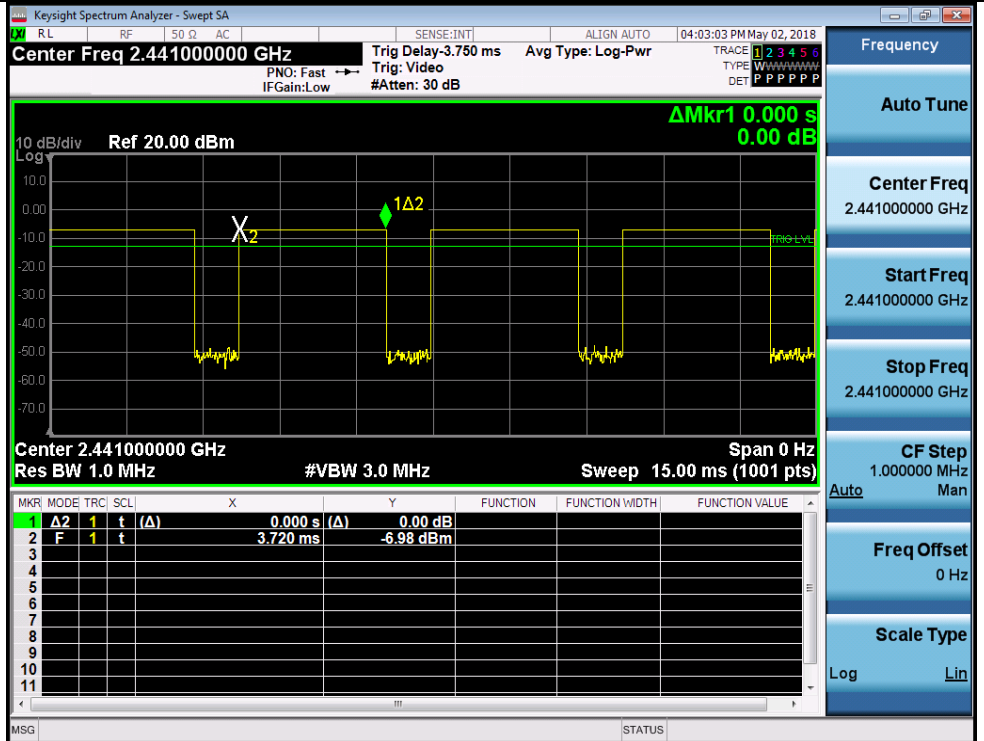 Keysight Spectrum Analyzer - Swept SA
LXI RL RF 50 Ω AC SENSE:INT ALIGN AUTO 04:03:03 PM May 02, 2018
Center Freq 2.441000000 GHz
PNO: Fast
IFGain:Low
Trig Delay-3.750 ms
Trig: Video
#Atten: 30 dB
Avg Type: Log-Pwr
TRACE 1 2 3 4 5 6
TYPE WWWWWW
DET P P P P P P
ΔMkr1 0.000 s
0.00 dB
10 dB/div Ref 20.00 dBm
Log
10.0
0.00
-10.0
-20.0
-30.0
-40.0
-50.0
-60.0
-70.0
X2
1Δ2
TRIG LVL
Center 2.441000000 GHz Span 0 Hz
Res BW 1.0 MHz #VBW 3.0 MHz Sweep 15.00 ms (1001 pts)
MKR MODE TRC SCL X Y FUNCTION FUNCTION WIDTH FUNCTION VALUE
1 Δ2 1 t (Δ) 0.000 s (Δ) 0.00 dB
2 F 1 t 3.720 ms -6.98 dBm
3
4
5
6
7
8
9
10
11
MSG STATUS
Frequency
Auto Tune
Center Freq
2.441000000 GHz
Start Freq
2.441000000 GHz
Stop Freq
2.441000000 GHz
CF Step
1.000000 MHz
Auto Man
Freq Offset
0 Hz
Scale Type
Log Lin